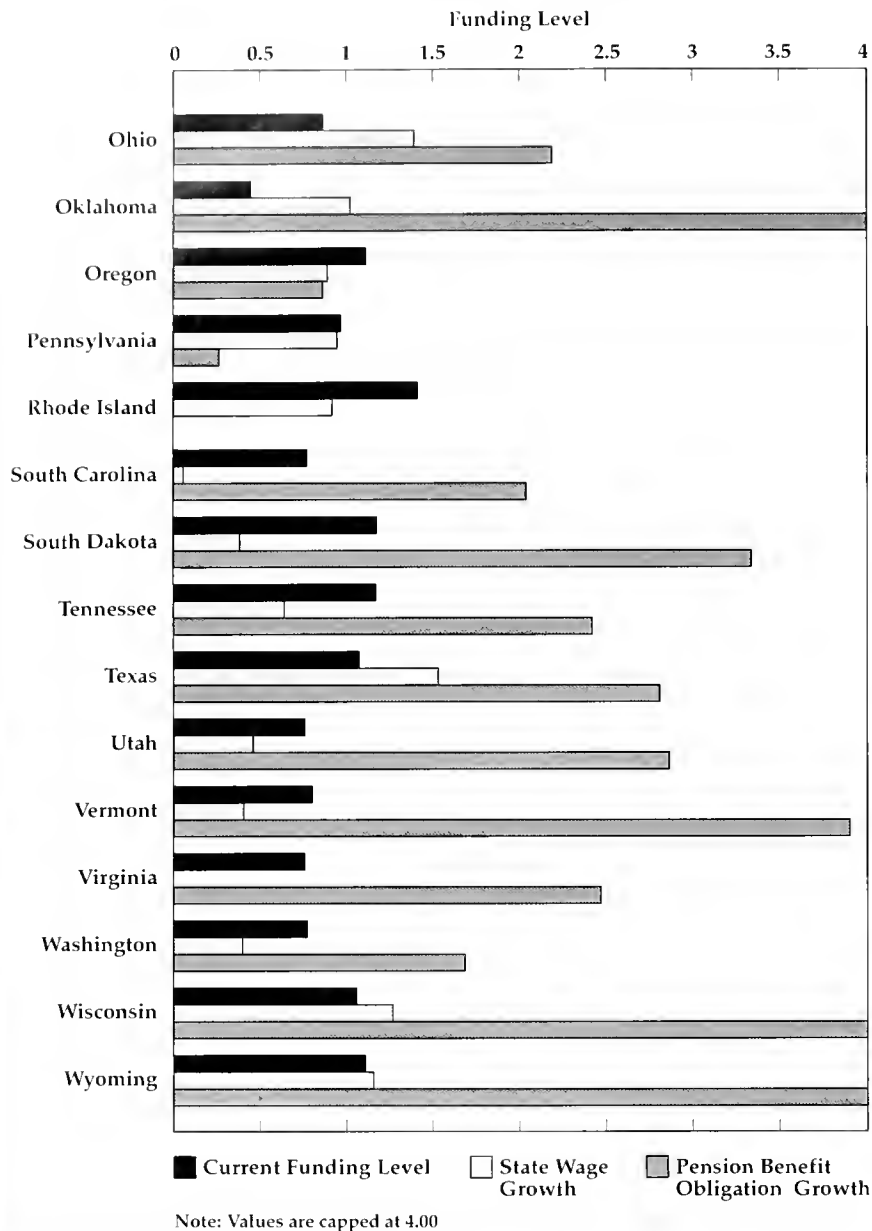 Funding Level
0 0.5 1 1.5 2 2.5 3 3.5 4
Ohio
Oklahoma
Oregon
Pennsylvania
Rhode Island
South Carolina
South Dakota
Tennessee
Texas
Utah
Vermont
Virginia
Washington
Wisconsin
Wyoming
Current Funding Level
State Wage
Growth
Pension Benefit
Obligation Growth
Note: Values are capped at 4.00